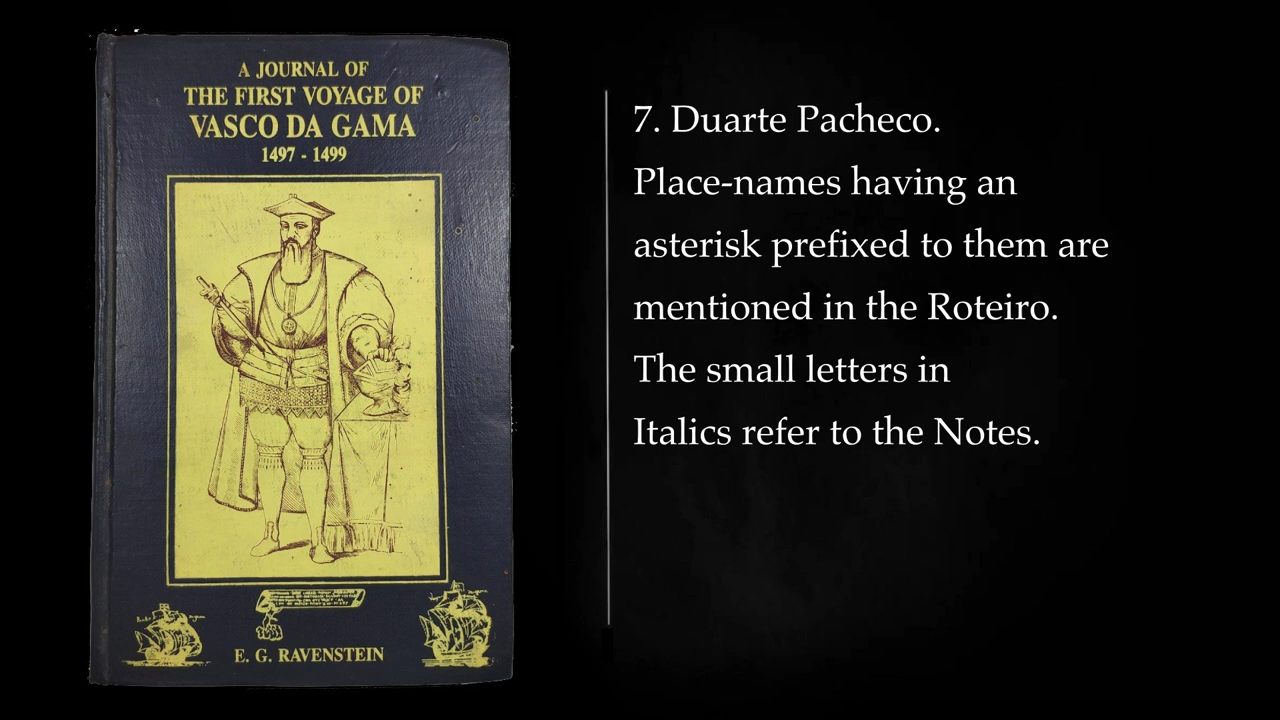 A JOURNAL OF
THE FIRST VOYAGE OF
VASCO DA GAMA
1497 - 1499
E. G. RAVENSTEIN
7. Duarte Pacheco.
Place-names having an
asterisk prefixed to them are
mentioned in the Roteiro.
The small letters in
Italics refer to the Notes.